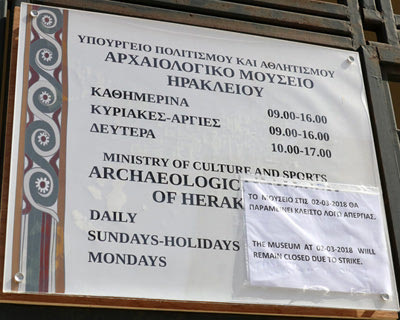 ΥΠΟΥΡΓΕΙΟ ΠΟΛΙΤΙΣΜΟΥ ΚΑΙ ΑΘΛΗΤΙΣΜΟΥ
ΑΡΧΑΙΟΛΟΓΙΚΟ ΜΟΥΣΕΙΟ
ΗΡΑΚΛΕΙΟΥ
ΚΑΘΗΜΕΡΙΝΑ 09.00-16.00
ΚΥΡΙΑΚΕΣ-ΑΡΓΙΕΣ 09.00-16.00
ΔΕΥΤΕΡΑ 10.00-17.00
MINISTRY OF CULTURE AND SPORTS
ARCHAEOLOGICAL
OF HERAK
DAILY
SUNDAYS-HOLIDAYS
MONDAYS
ΤΟ ΜΟΥΣΕΙΟ ΣΤΙΣ 02-03-2018 ΘΑ
ΠΑΡΑΜΕΙΝΕΙ ΚΛΕΙΣΤΟ ΛΟΓΩ ΑΠΕΡΓΙΑΣ.
THE MUSEUM AT 02-03-2018 WIILL
REMAIN CLOSED DUE TO STRIKE.